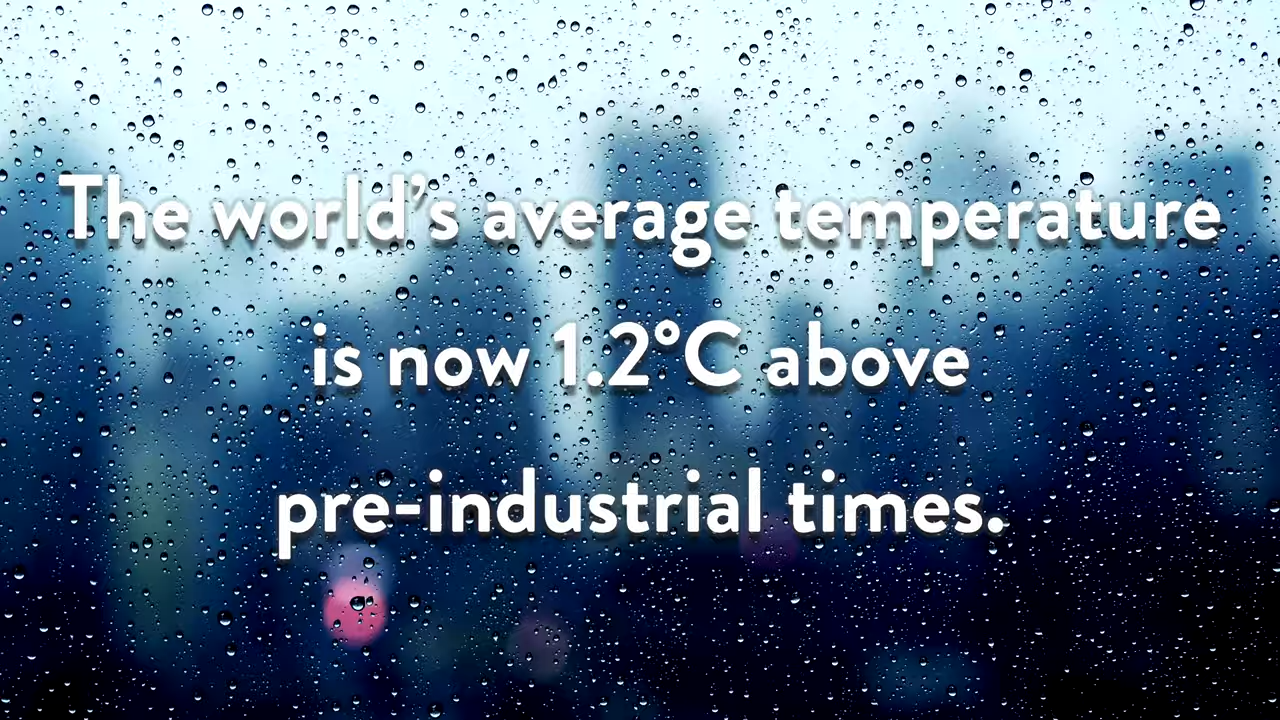 The world’s average temperature
is now 1.2°C above
pre-industrial times.